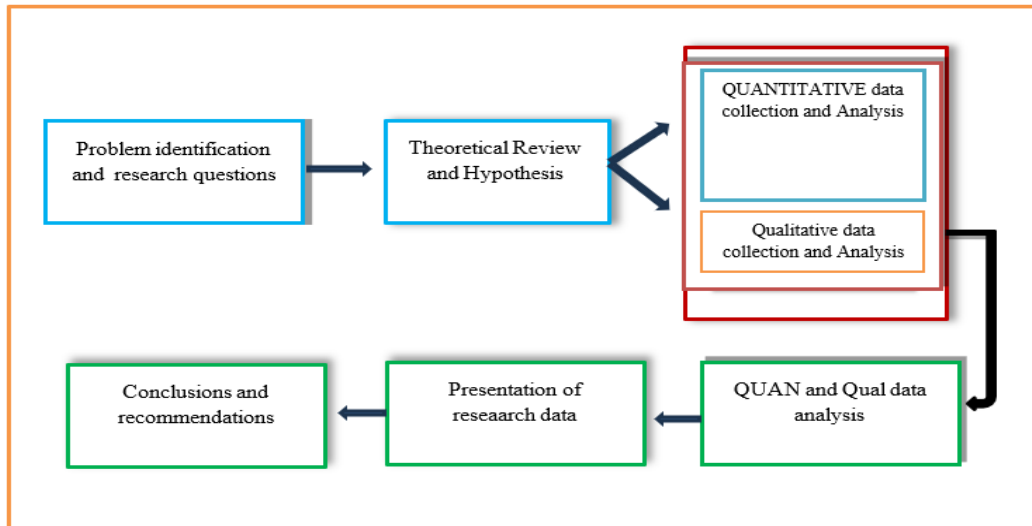 Problem identification
and research questions
Theoretical Review
and Hypothesis
QUANTITATIVE data
collection and Analysis
Qualitative data
collection and Analysis
QUAN and Qual data
analysis
Presentation of
reseaarch data
Conclusions and
recommendations